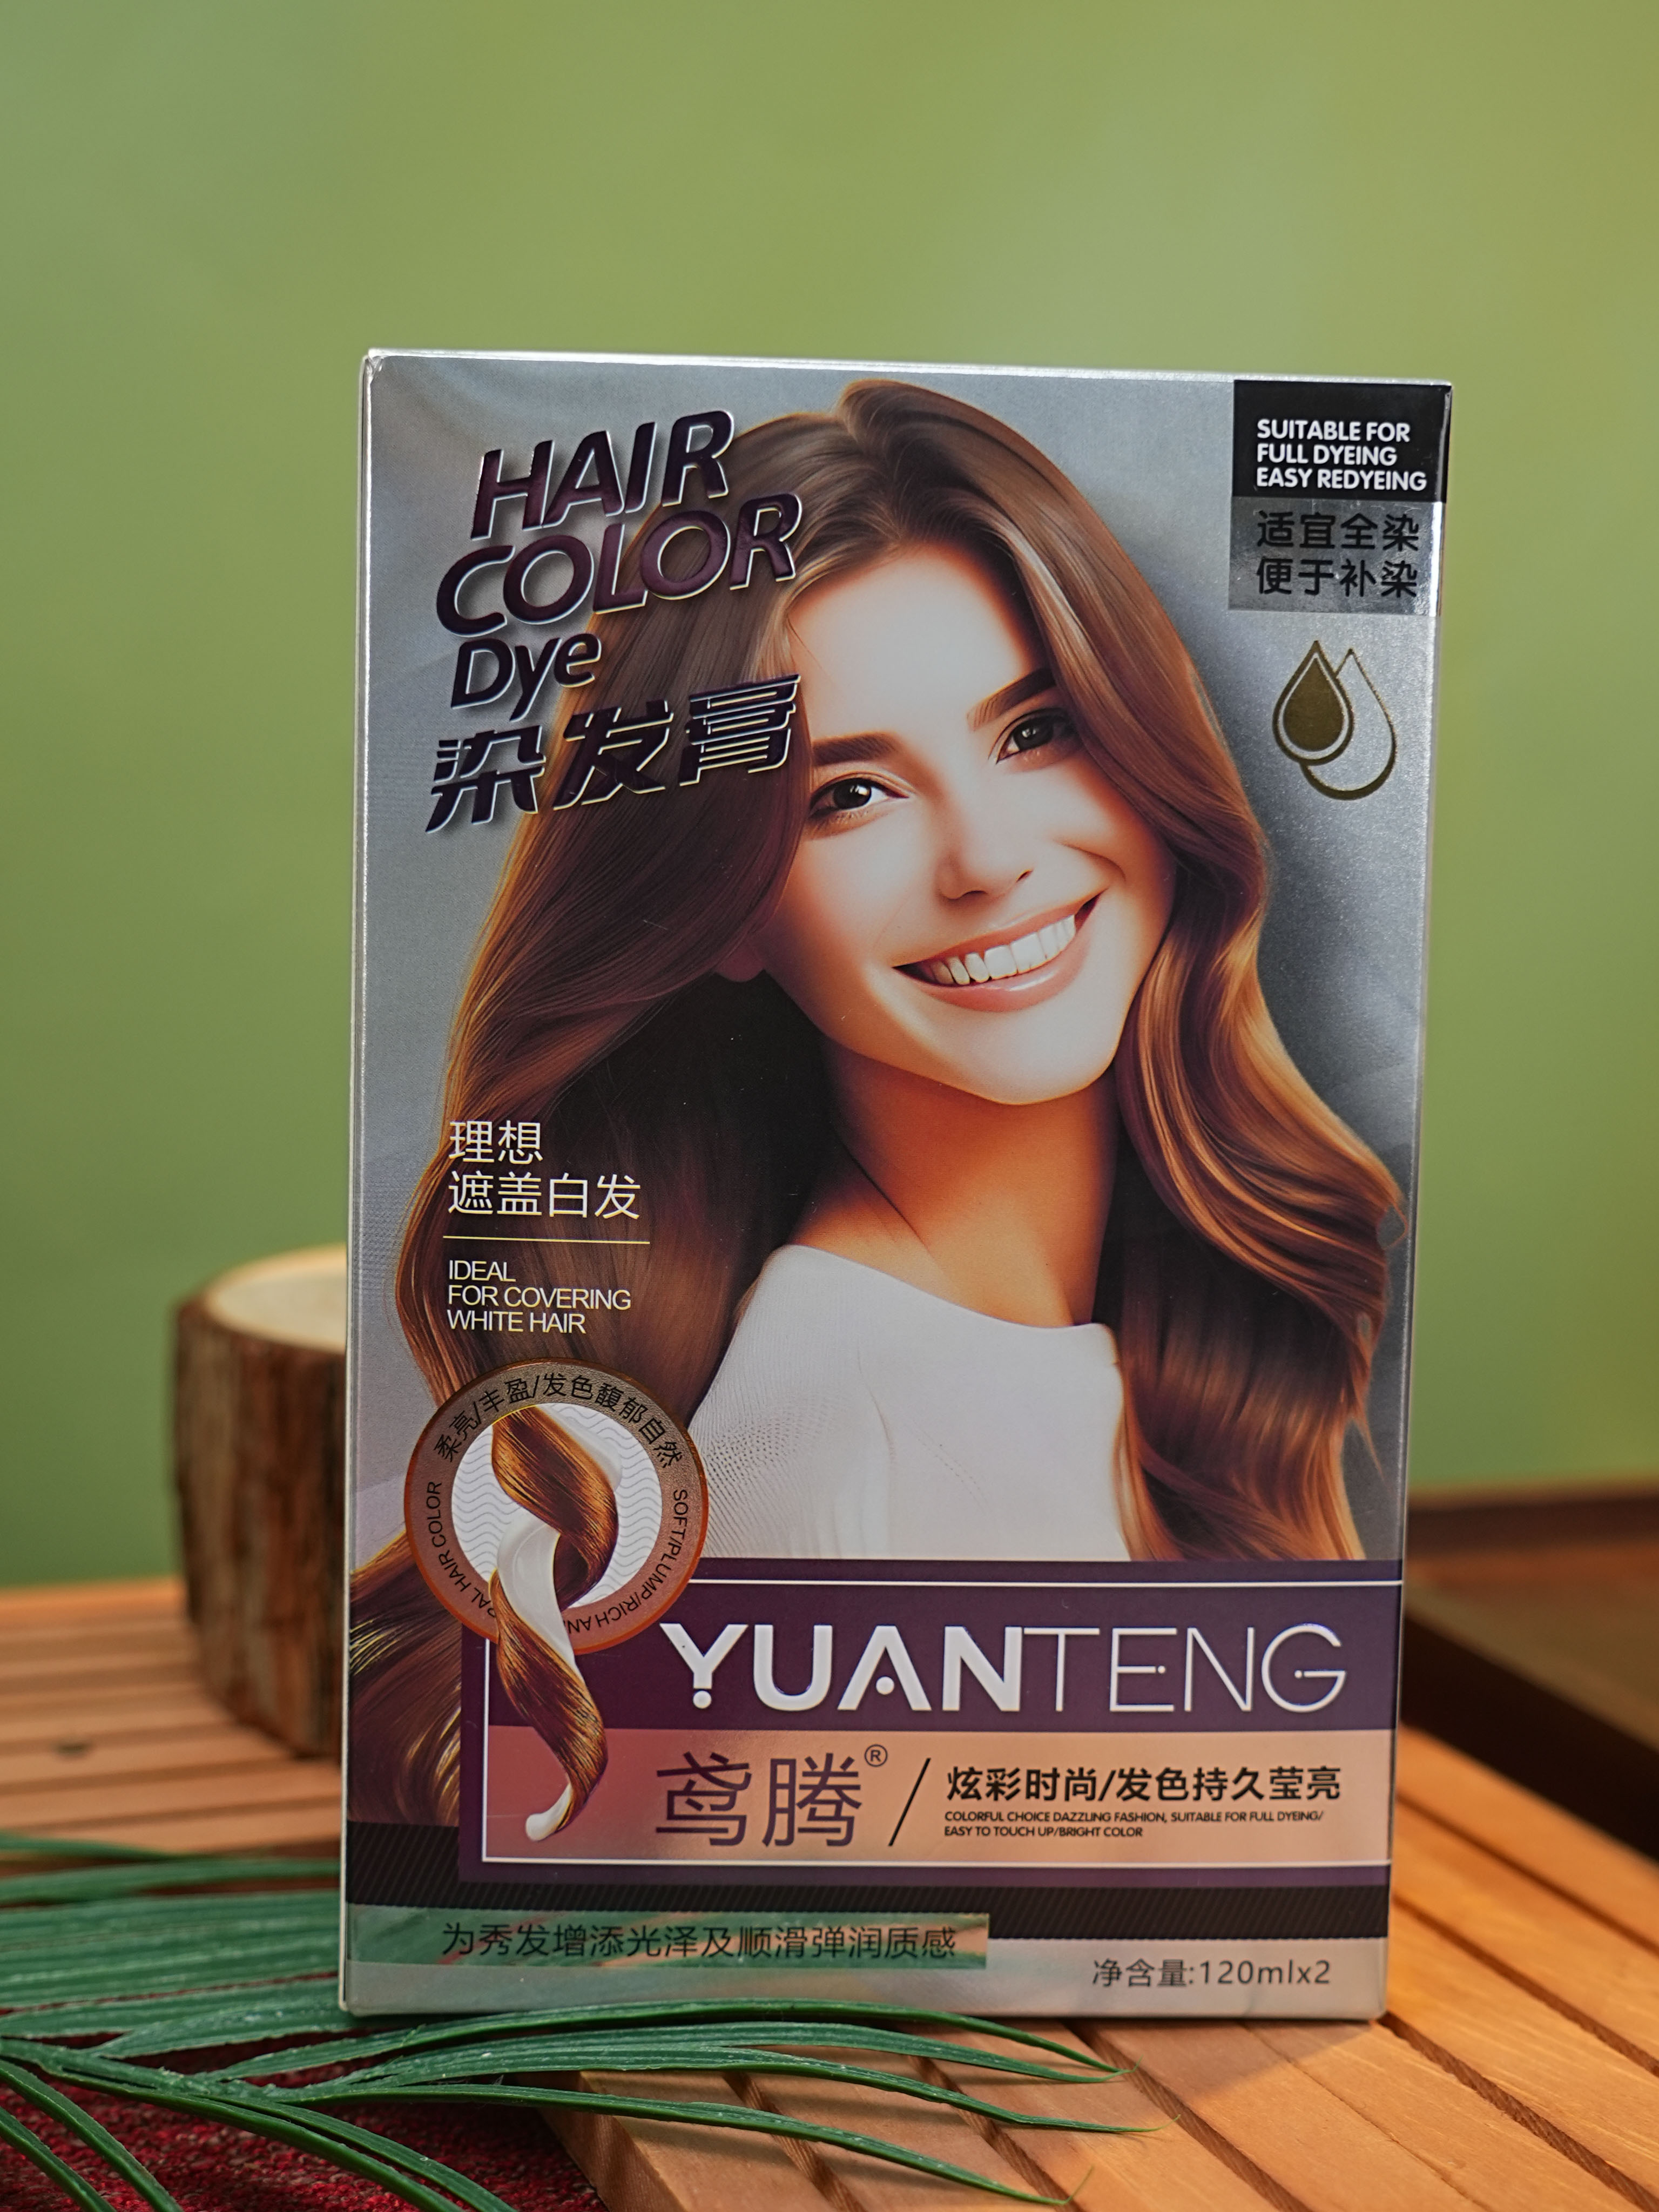 HAIR
COLOR
Dye
染发膏
SUITABLE FOR
FULL DYEING
EASY REDYEING
适宜全染
便于补染
理想
遮盖白发
IDEAL
FOR COVERING
WHITE HAIR
柔亮/丰盈/发色馥郁自然
SOFT/PLUMP/RICH AN
RAL HAIR COLOR
YUANTENG
鸢腾®
炫彩时尚/发色持久莹亮
COLORFUL CHOICE DAZZLING FASHION, SUITABLE FOR FULL DYEING/
EASY TO TOUCH UP/BRIGHT COLOR
为秀发增添光泽及顺滑弹润质感
净含量:120mlx2